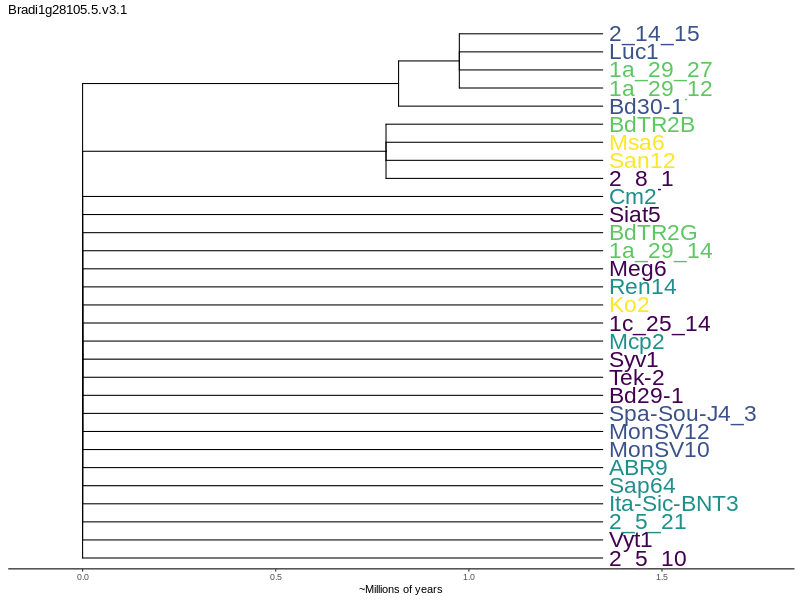 Bradi1g28105.5.v3.1
2_14_15
Luc1
1a_29_27
1a_29_12
Bd30-1
BdTR2B
Msa6
San12
2_8_1
Cm2
Siat5
BdTR2G
1a_29_14
Meg6
Ren14
Ko2
1c_25_14
Mcp2
Syv1
Tek-2
Bd29-1
Spa-Sou-J4_3
MonSV12
MonSV10
ABR9
Sap64
Ita-Sic-BNT3
2_5_21
Vyt1
2_5_10
0.0 0.5 1.0 1.5
~Millions of years